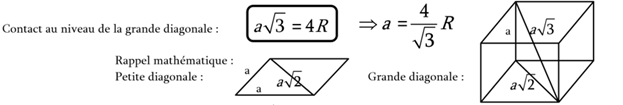 Contact au niveau de la grande diagonale : a√3 = 4R ⇒ a = 4/√3 R
Rappel mathématique :
Petite diagonale : a a a√2 Grande diagonale : a a√3 a√2